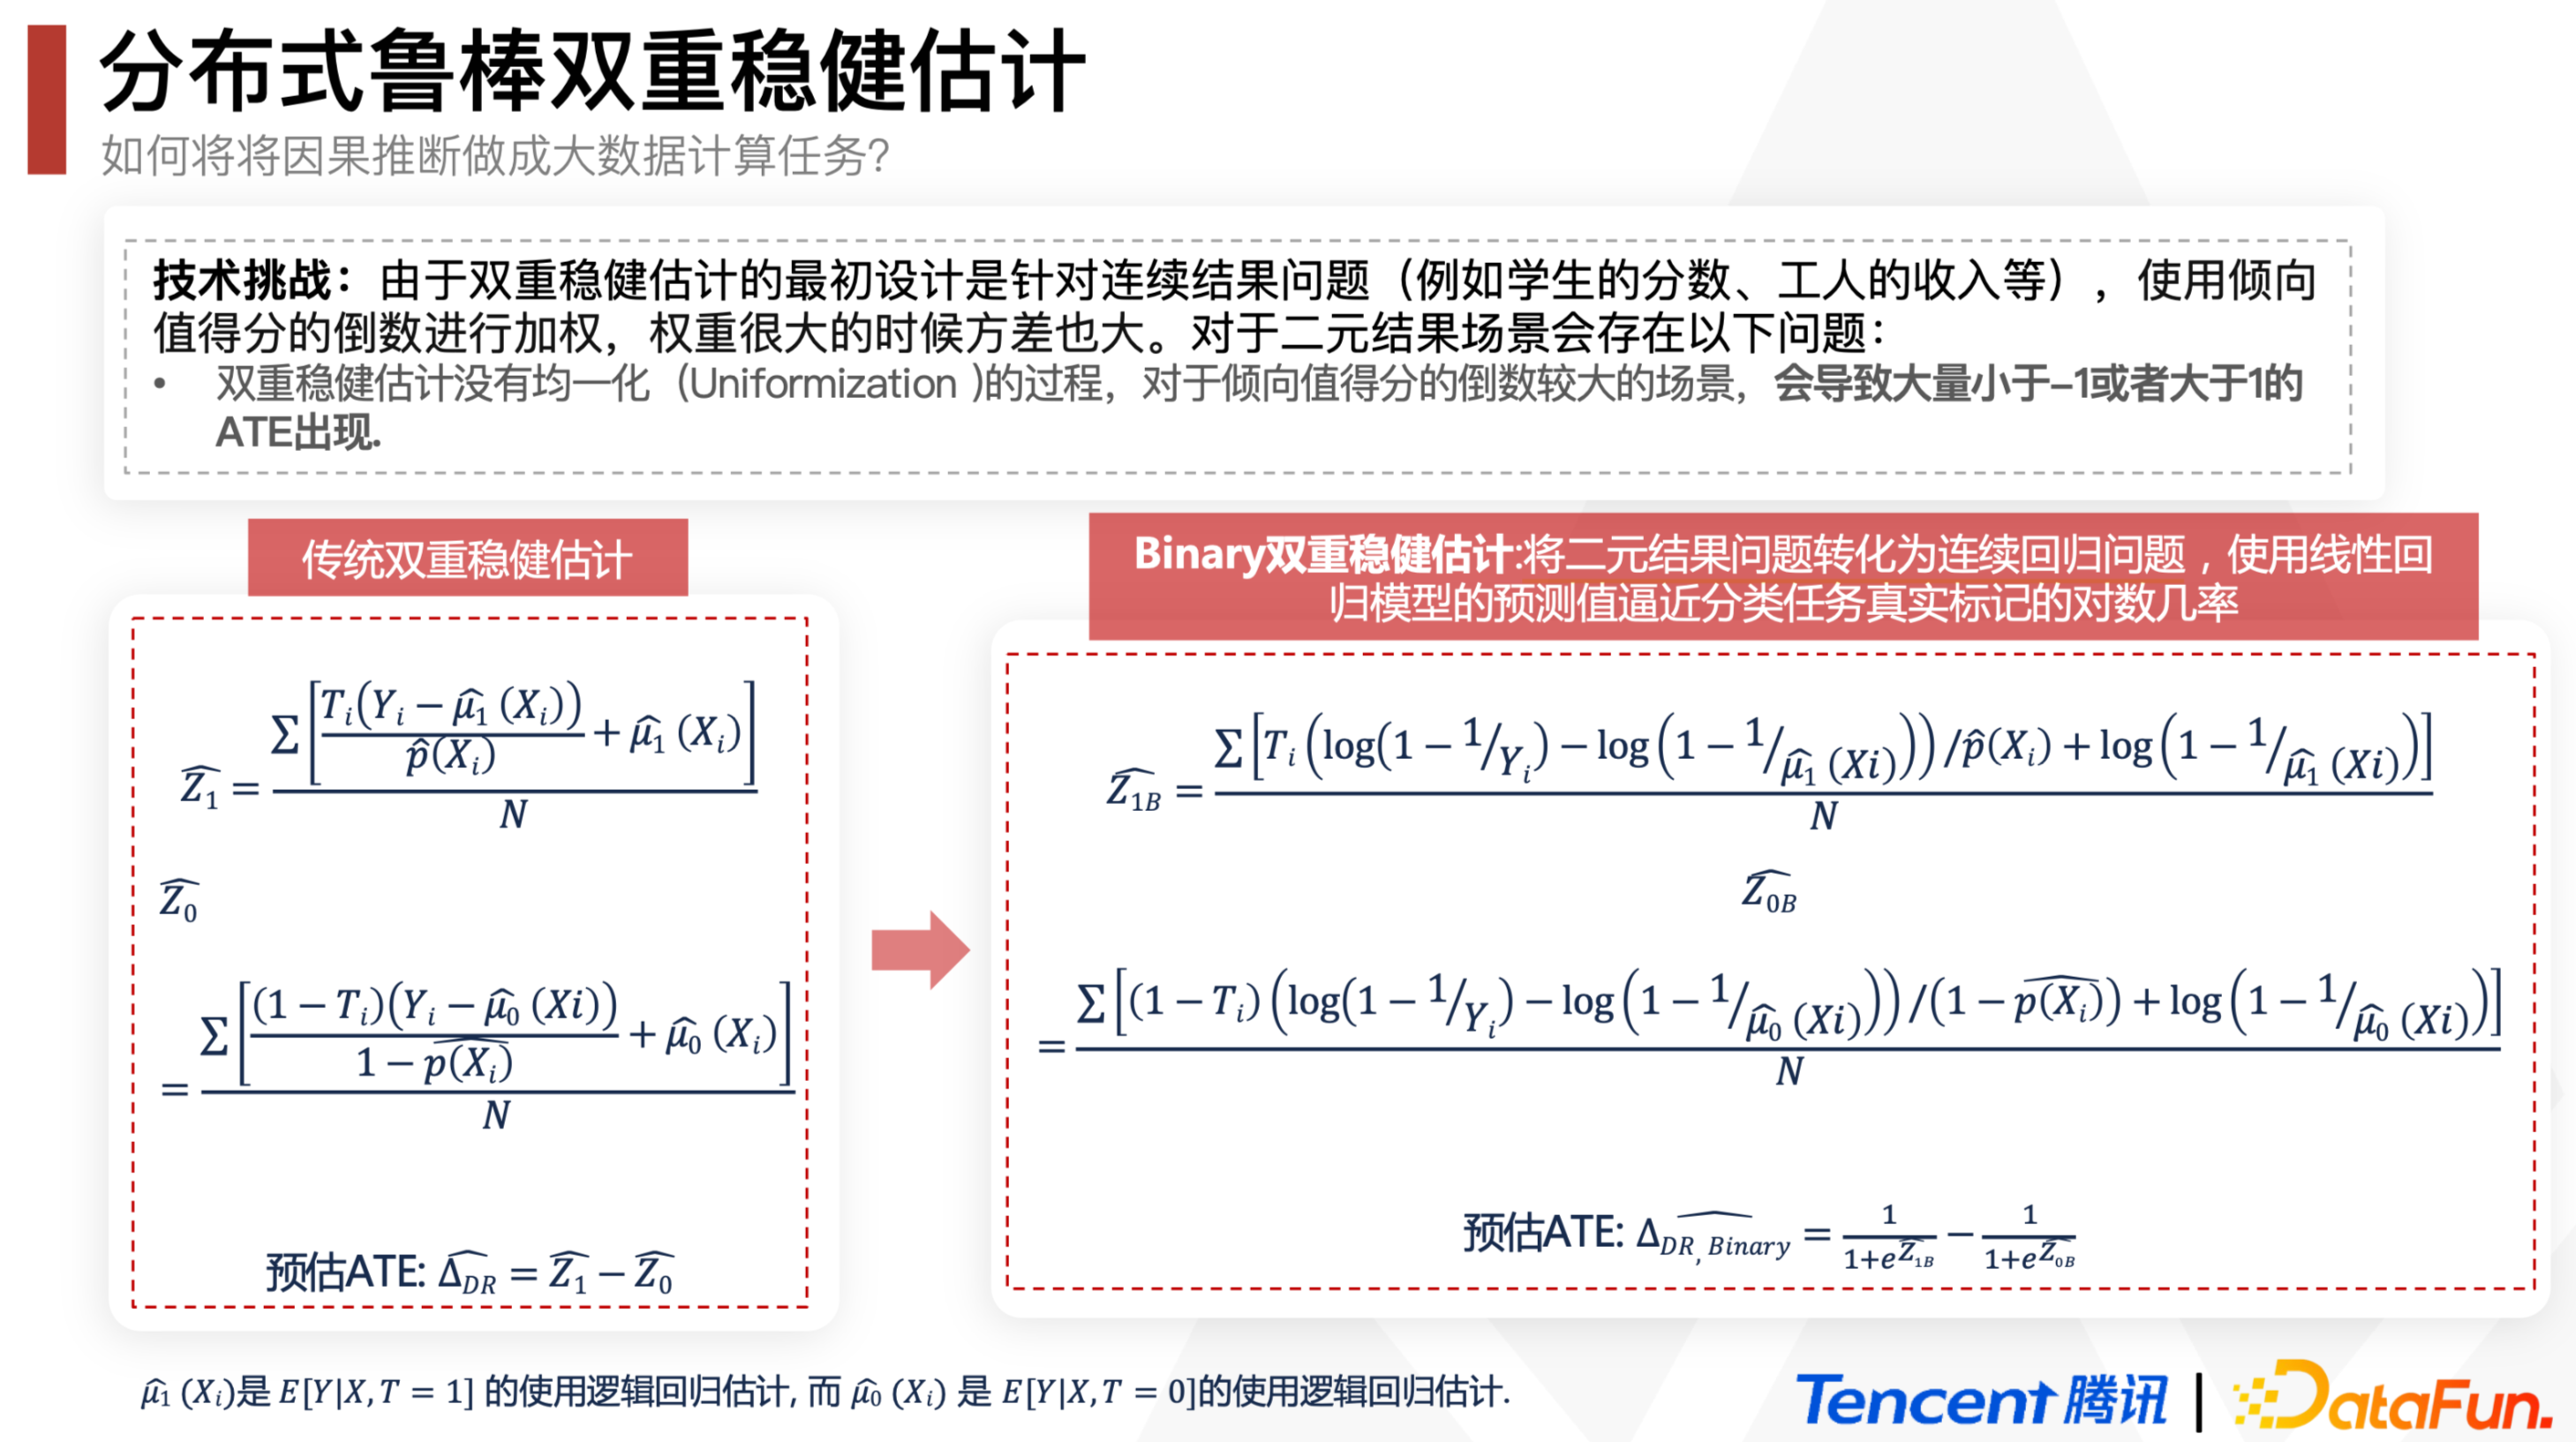 分布式鲁棒双重稳健估计
如何将将因果推断做成大数据计算任务？
技术挑战：由于双重稳健估计的最初设计是针对连续结果问题（例如学生的分数、工人的收入等），使用倾向
值得分的倒数进行加权，权重很大的时候方差也大。对于二元结果场景会存在以下问题：
• 双重稳健估计没有均一化（Uniformization )的过程，对于倾向值得分的倒数较大的场景，会导致大量小于–1或者大于1的
ATE出现.
传统双重稳健估计
$\widehat{Z_1} = \frac{\sum\left[\frac{T_i(Y_i - \widehat{\mu_1}(X_i))}{\hat{p}(X_i)} + \widehat{\mu_1}(X_i)\right]}{N}$
$\widehat{Z_0}$
$= \frac{\sum\left[\frac{(1 - T_i)(Y_i - \widehat{\mu_0}(Xi))}{1 - \widehat{p(X_i)}} + \widehat{\mu_0}(X_i)\right]}{N}$
预估ATE: $\widehat{\Delta_{DR}} = \widehat{Z_1} - \widehat{Z_0}$
Binary双重稳健估计:将二元结果问题转化为连续回归问题，使用线性回
归模型的预测值逼近分类任务真实标记的对数几率
$\widehat{Z_{1B}} = \frac{\sum\left[T_i\left(\log(1 - 1/Y_i) - \log\left(1 - 1/\widehat{\mu_1}(Xi)\right)\right)/\hat{p}(X_i) + \log\left(1 - 1/\widehat{\mu_1}(Xi)\right)\right]}{N}$
$\widehat{Z_{0B}}$
$= \frac{\sum\left[(1 - T_i)\left(\log(1 - 1/Y_i) - \log\left(1 - 1/\widehat{\mu_0}(Xi)\right)\right)/(1 - \widehat{p(X_i)}) + \log\left(1 - 1/\widehat{\mu_0}(Xi)\right)\right]}{N}$
预估ATE: $\widehat{\Delta_{DR, Binary}} = \frac{1}{1+e^{\widehat{Z_{1B}}}} - \frac{1}{1+e^{\widehat{Z_{0B}}}}$
$\widehat{\mu_1}(X_i)$是 $E[Y|X, T = 1]$ 的使用逻辑回归估计, 而 $\widehat{\mu_0}(X_i)$ 是 $E[Y|X, T = 0]$的使用逻辑回归估计.
Tencent 腾讯 | DataFun.